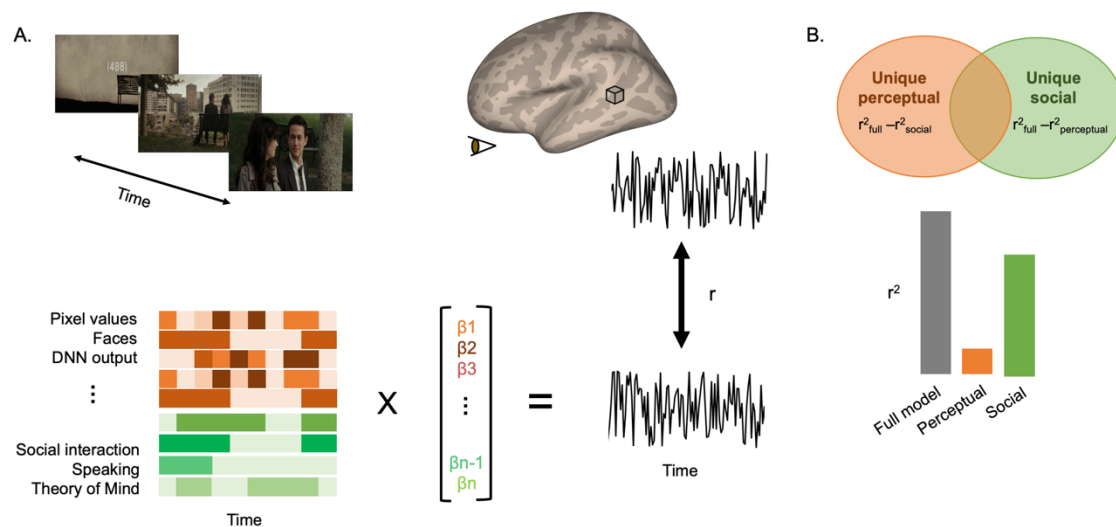 A.
(488)
Time
Pixel values
Faces
DNN output
...
Social interaction
Speaking
Theory of Mind
Time
X
β1
β2
β3
...
βn-1
βn
=
r
Time
B.
Unique
perceptual
r²full –r²social
Unique
social
r²full –r²perceptual
r²
Full model
Perceptual
Social